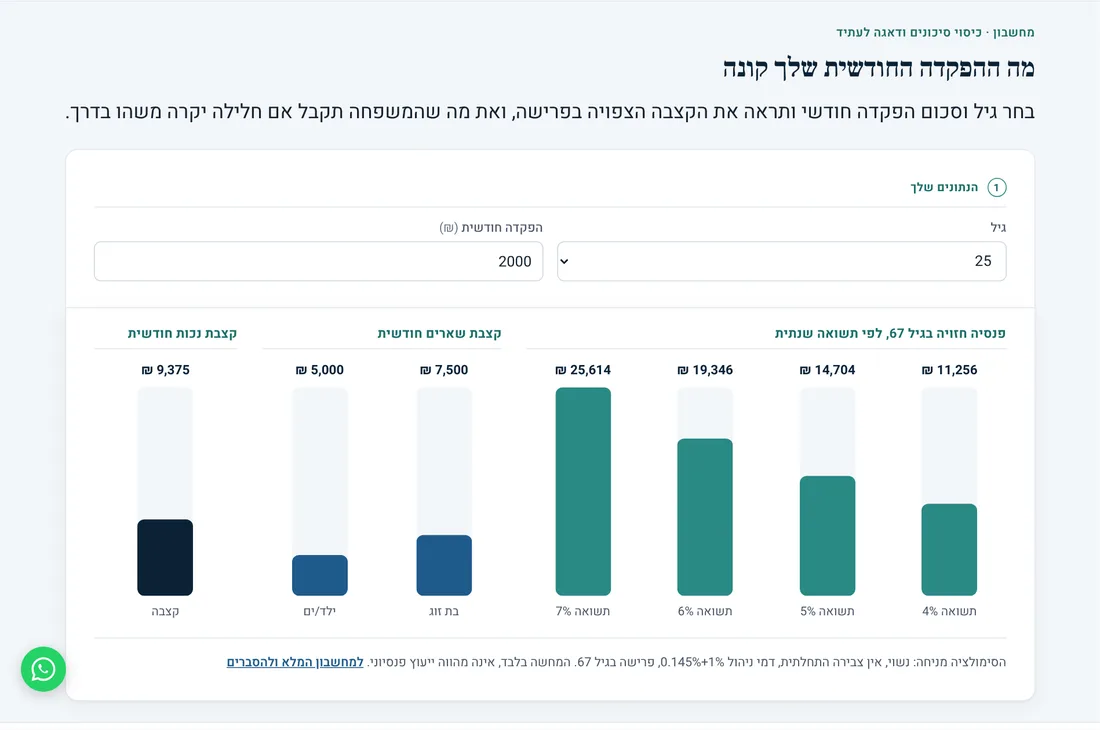 מחשבון · כיסוי סיכונים ודאגה לעתיד
מה ההפקדה החודשית שלך קונה
בחר גיל וסכום הפקדה חודשי ותראה את הקצבה הצפויה בפרישה, ואת מה שהמשפחה תקבל אם חלילה יקרה משהו בדרך.
1 הנתונים שלך
גיל
25
הפקדה חודשית (₪)
2000
פנסיה חזויה בגיל 67, לפי תשואה שנתית
11,256 ₪
תשואה 4%
14,704 ₪
תשואה 5%
19,346 ₪
תשואה 6%
25,614 ₪
תשואה 7%
קצבת שארים חודשית
7,500 ₪
בת זוג
5,000 ₪
ילד/ים
קצבת נכות חודשית
9,375 ₪
קצבה
הסימולציה מניחה: נשוי, אין צבירה התחלתית, דמי ניהול 1%+0.145%, פרישה בגיל 67. המחשה בלבד, אינה מהווה ייעוץ פנסיוני. למחשבון המלא ולהסברים